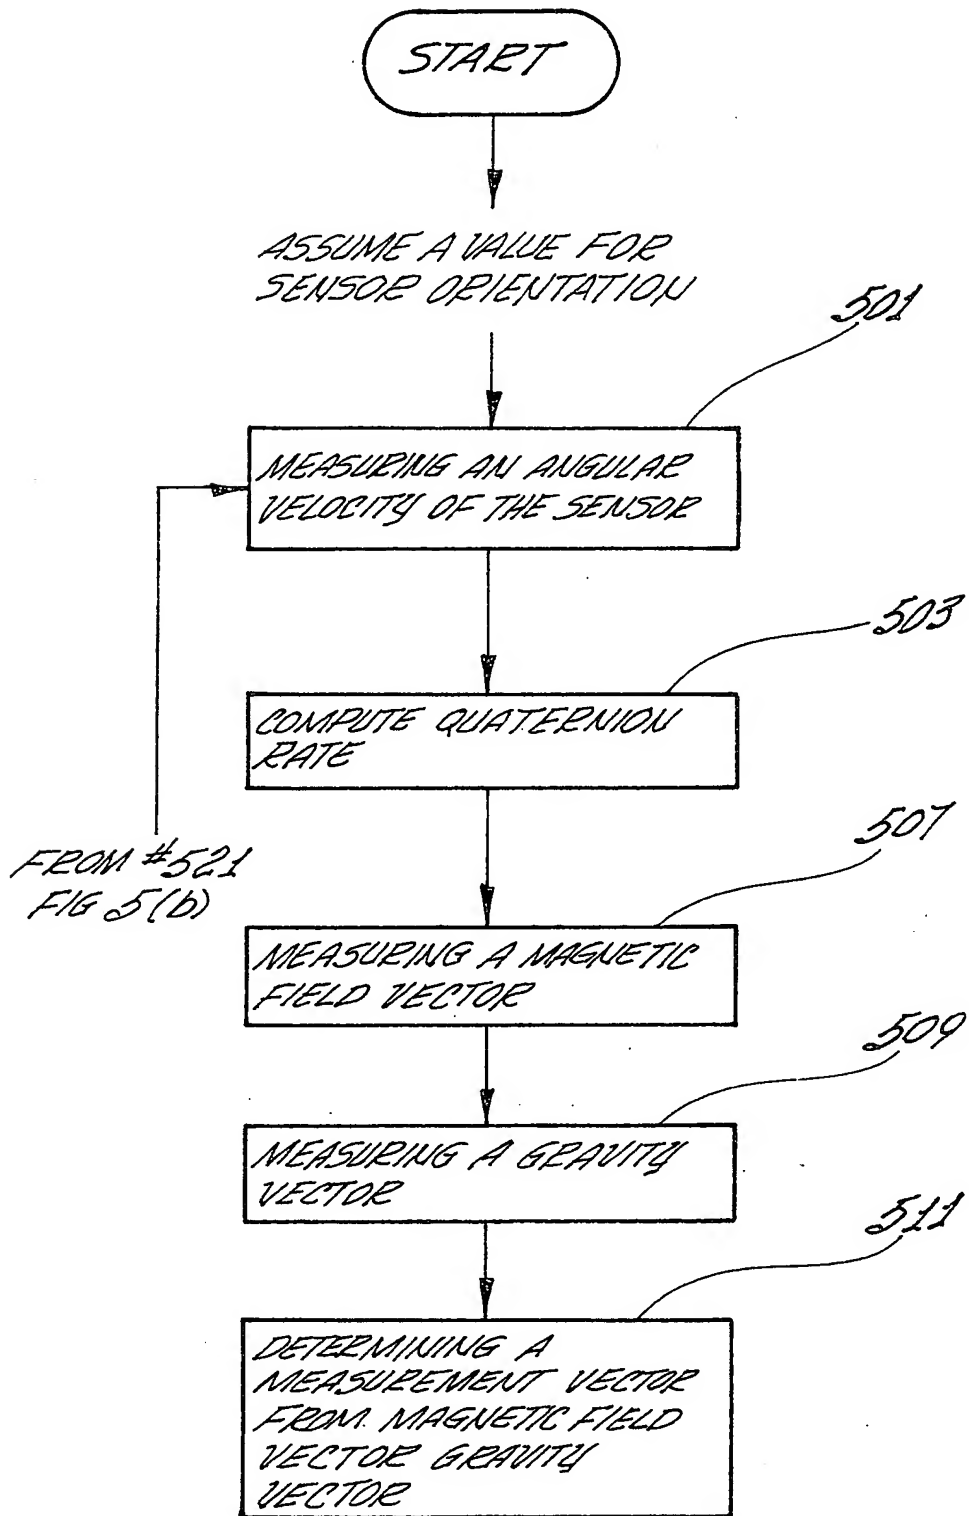 START
ASSUME A VALUE FOR
SENSOR ORIENTATION
501
MEASURING AN ANGULAR
VELOCITY OF THE SENSOR
503
COMPUTE QUATERNION
RATE
FROM #521
FIG 5(b)
507
MEASURING A MAGNETIC
FIELD VECTOR
509
MEASURING A GRAVITY
VECTOR
511
DETERMINING A
MEASUREMENT VECTOR
FROM MAGNETIC FIELD
VECTOR GRAVITY
VECTOR